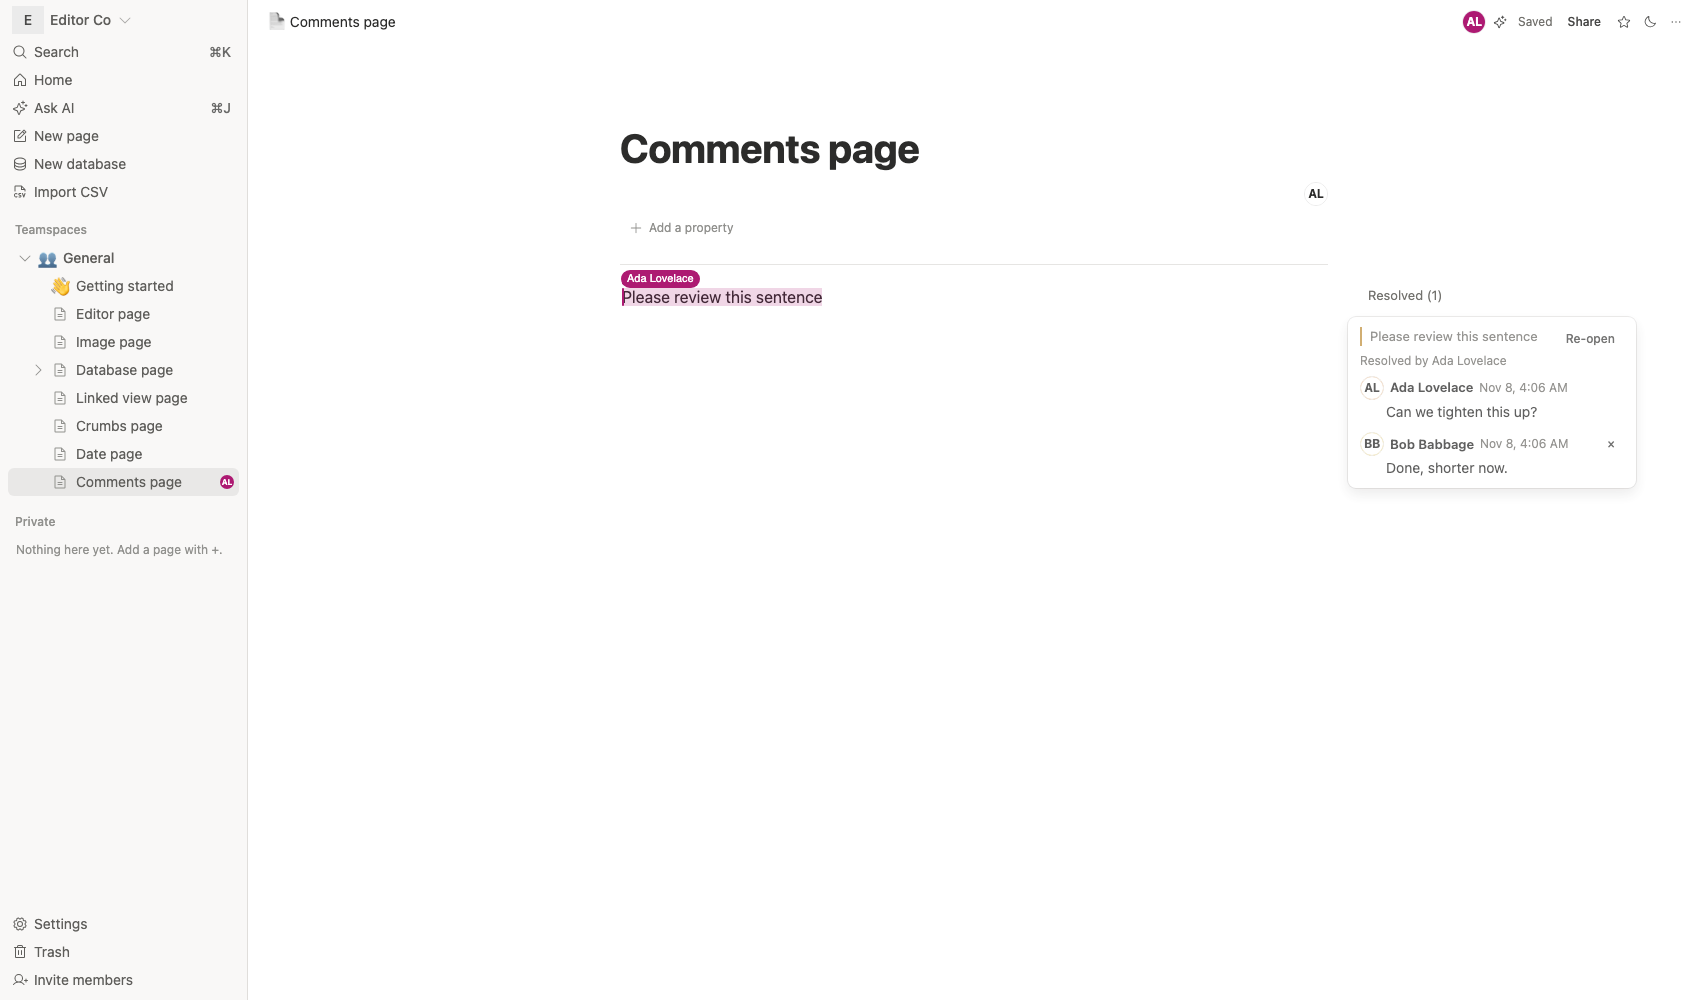 E Editor Co
Search ⌘K
Home
Ask AI ⌘J
New page
New database
Import CSV
Teamspaces
General
Getting started
Editor page
Image page
Database page
Linked view page
Crumbs page
Date page
Comments page AL
Private
Nothing here yet. Add a page with +.
Settings
Trash
Invite members
Comments page
AL Saved Share ···
Comments page
AL
+ Add a property
Ada Lovelace
Please review this sentence
Resolved (1)
Please review this sentence Re-open
Resolved by Ada Lovelace
AL Ada Lovelace Nov 8, 4:06 AM
Can we tighten this up?
BB Bob Babbage Nov 8, 4:06 AM ×
Done, shorter now.